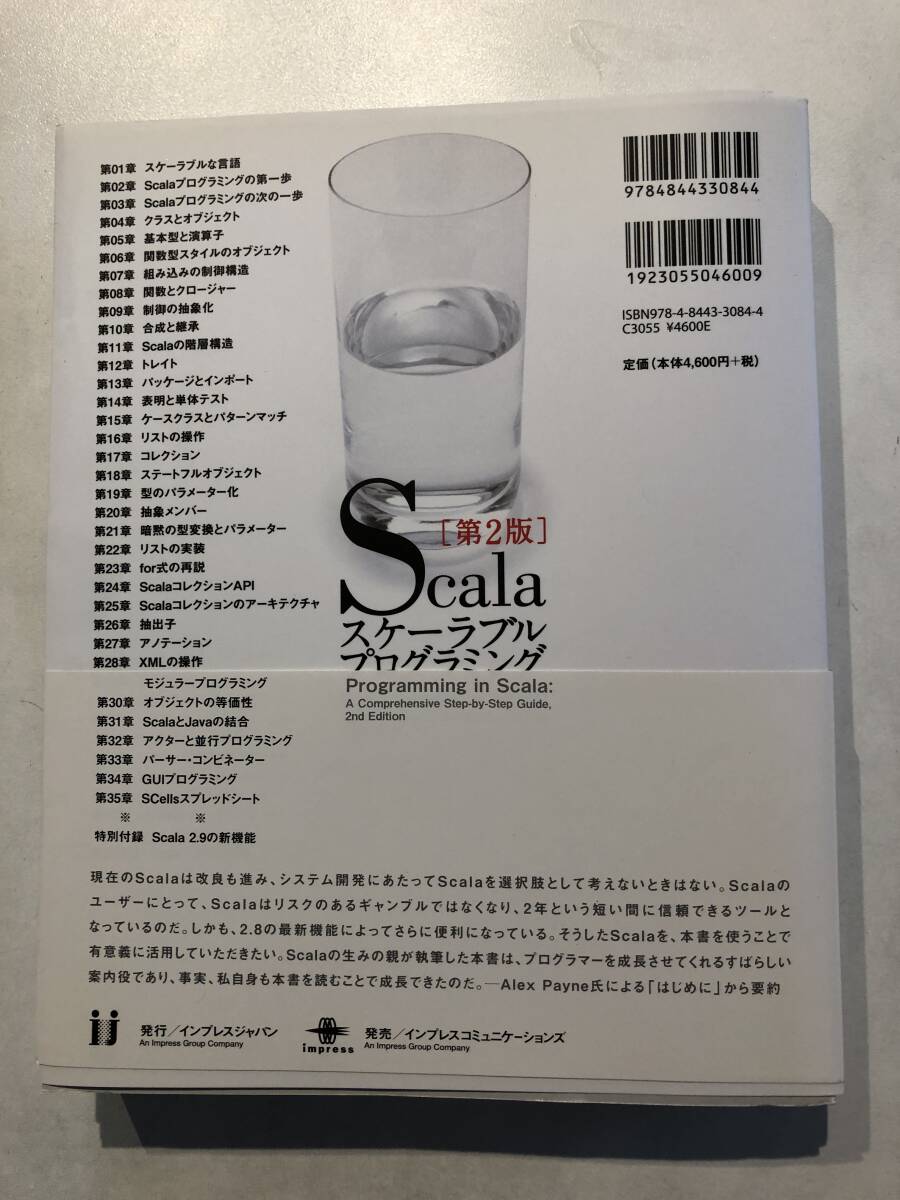 第01章 スケーラブルな言語
第02章 Scalaプログラミングの第一歩
第03章 Scalaプログラミングの次の一歩
第04章 クラスとオブジェクト
第05章 基本型と演算子
第06章 関数型スタイルのオブジェクト
第07章 組み込みの制御構造
第08章 関数とクロージャー
第09章 制御の抽象化
第10章 合成と継承
第11章 Scalaの階層構造
第12章 トレイト
第13章 パッケージとインポート
第14章 表明と単体テスト
第15章 ケースクラスとパターンマッチ
第16章 リストの操作
第17章 コレクション
第18章 ステートフルオブジェクト
第19章 型のパラメーター化
第20章 抽象メンバー
第21章 暗黙の型変換とパラメーター
第22章 リストの実装
第23章 for式の再説
第24章 ScalaコレクションAPI
第25章 Scalaコレクションのアーキテクチャ
第26章 抽出子
第27章 アノテーション
第28章 XMLの操作
モジュラープログラミング
第30章 オブジェクトの等価性
第31章 ScalaとJavaの結合
第32章 アクターと並行プログラミング
第33章 パーサー・コンビネーター
第34章 GUIプログラミング
第35章 SCellsスプレッドシート
※ ※
特別付録 Scala 2.9の新機能
9784844330844
1923055046009
ISBN978-4-8443-3084-4
C3055 ¥4600E
定価(本体4,600円+税)
[第2版]
Scala
スケーラブル
プログラミング
Programming in Scala:
A Comprehensive Step-by-Step Guide,
2nd Edition
現在のScalaは改良も進み、システム開発にあたってScalaを選択肢として考えないときはない。Scalaの
ユーザーにとって、Scalaはリスクのあるギャンブルではなくなり、2年という短い間に信頼できるツールと
なっているのだ。しかも、2.8の最新機能によってさらに便利になっている。そうしたScalaを、本書を使うことで
有意義に活用していただきたい。Scalaの生みの親が執筆した本書は、プログラマーを成長させてくれるすばらしい
案内役であり、事実、私自身も本書を読むことで成長できたのだ。—Alex Payne氏による「はじめに」から要約
ij
発行/インプレスジャパン
An Impress Group Company
impress
発売/インプレスコミュニケーションズ
An Impress Group Company